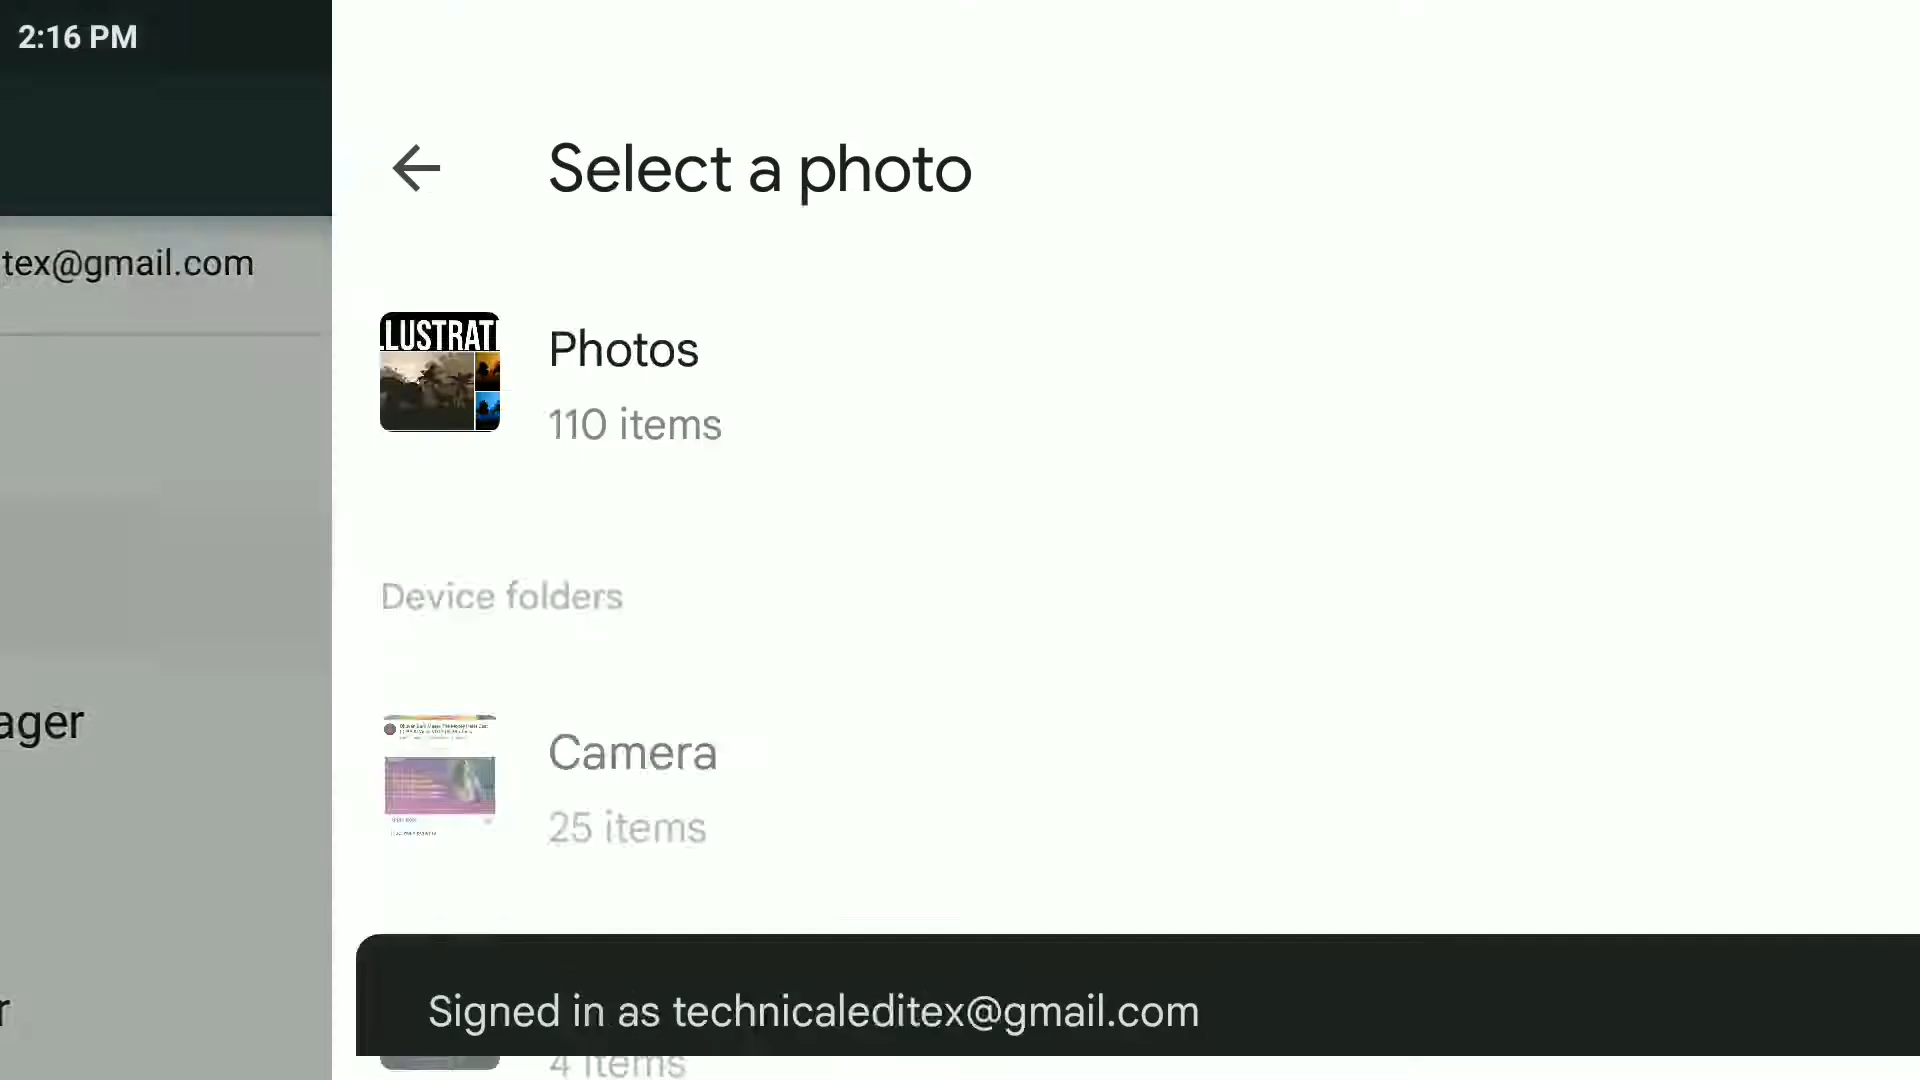 2:16 PM
Select a photo
tex@gmail.com
LLUSTRAT
Photos
110 items
Device folders
ager
Camera
25 items
r
Signed in as technicaleditex@gmail.com
4 items